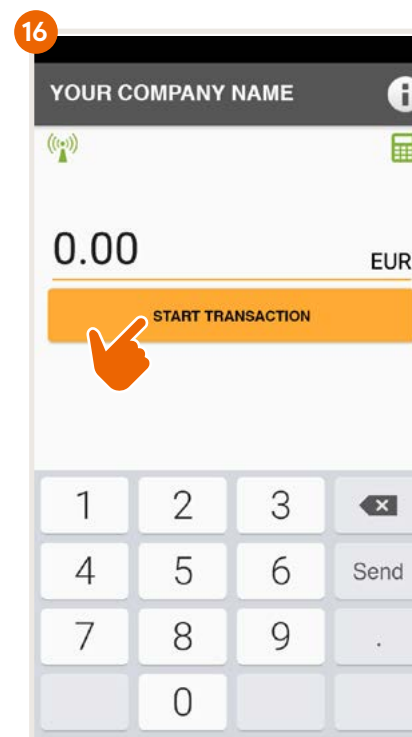 16
YOUR COMPANY NAME i
0.00 EUR
START TRANSACTION
1 2 3
4 5 6 Send
7 8 9 .
0